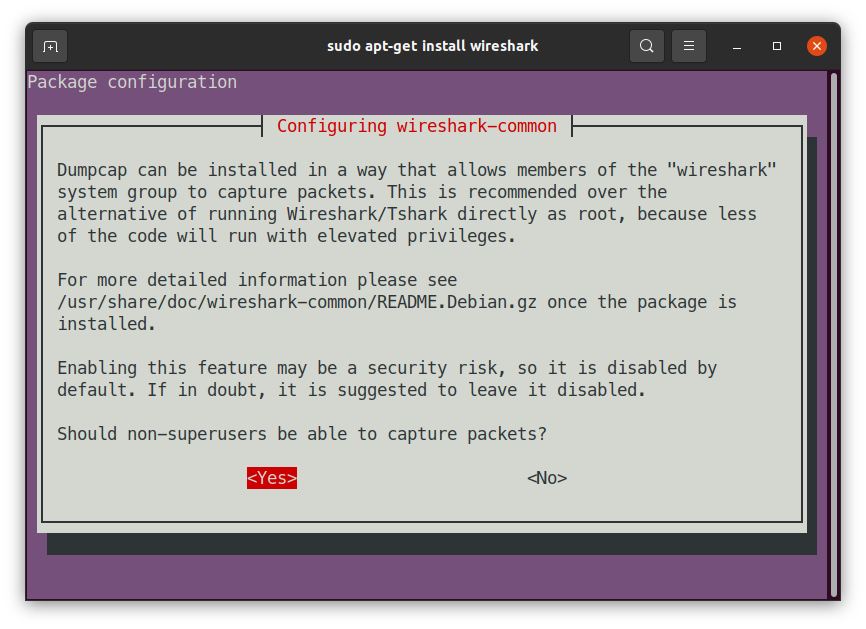 sudo apt-get install wireshark
Package configuration
Configuring wireshark-common
Dumpcap can be installed in a way that allows members of the "wireshark"
system group to capture packets. This is recommended over the
alternative of running Wireshark/Tshark directly as root, because less
of the code will run with elevated privileges.
For more detailed information please see
/usr/share/doc/wireshark-common/README.Debian.gz once the package is
installed.
Enabling this feature may be a security risk, so it is disabled by
default. If in doubt, it is suggested to leave it disabled.
Should non-superusers be able to capture packets?
<Yes> <No>